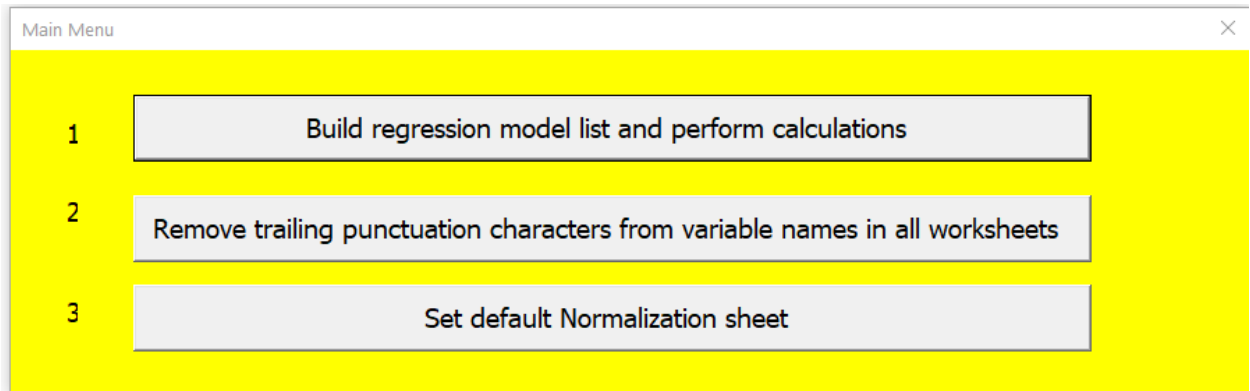 Main Menu
1 Build regression model list and perform calculations
2 Remove trailing punctuation characters from variable names in all worksheets
3 Set default Normalization sheet